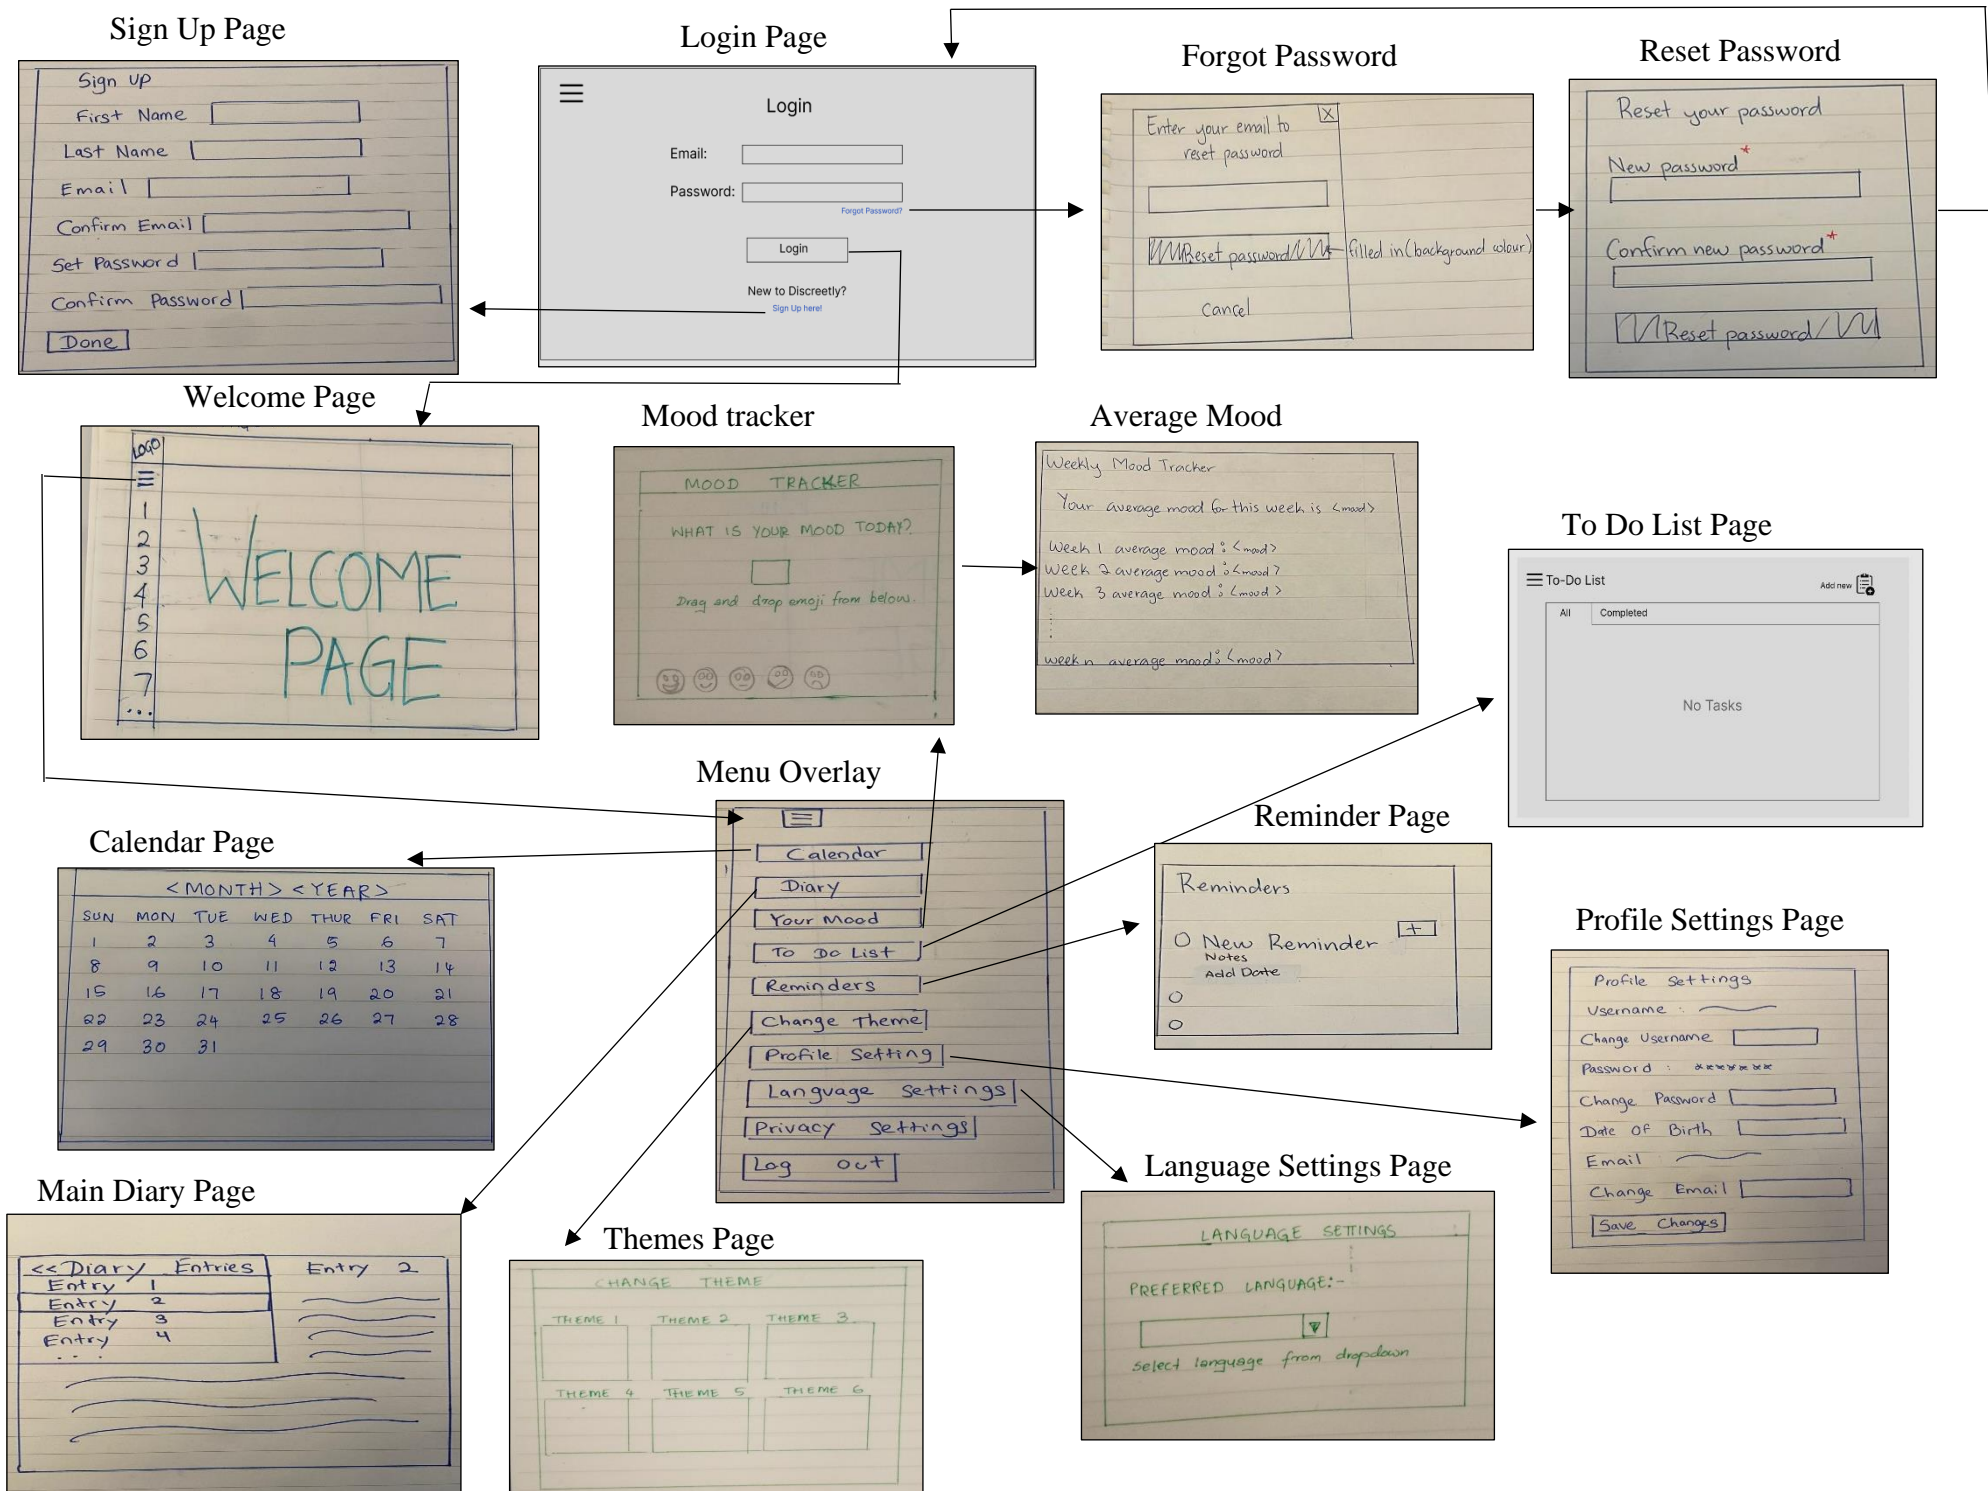 Sign Up Page
Sign UP
First Name
Last Name
Email
Confirm Email
Set Password
Confirm Password
Done
Login Page
Login
Email:
Password:
Forgot Password?
Login
New to Discreetly?
Sign Up here!
Forgot Password
X
Enter your email to
reset password
Reset password
filled in (background colour)
Cancel
Reset Password
Reset your password
New password*
Confirm new password*
Reset password
Welcome Page
LOGO
1
2
3
4
5
6
7
...
WELCOME
PAGE
Mood tracker
MOOD TRACKER
WHAT IS YOUR MOOD TODAY?
Drag and drop emoji from below.
Average Mood
Weekly Mood Tracker
Your average mood for this week is <mood>
Week 1 average mood: <mood>
Week 2 average mood: <mood>
Week 3 average mood: <mood>
week n average mood: <mood>
To Do List Page
To-Do List
Add new
All Completed
No Tasks
Menu Overlay
Calendar
Diary
Your Mood
To Do List
Reminders
Change Theme
Profile Setting
Language Settings
Privacy Settings
Log Out
Calendar Page
<MONTH> <YEAR>
SUN MON TUE WED THUR FRI SAT
1 2 3 4 5 6 7
8 9 10 11 12 13 14
15 16 17 18 19 20 21
22 23 24 25 26 27 28
29 30 31
Reminder Page
Reminders
+
New Reminder
Notes
Add Date
Profile Settings Page
Profile Settings
Username :
Change Username
Password : *******
Change Password
Date Of Birth
Email :
Change Email
Save Changes
Main Diary Page
<< Diary Entries
Entry 1
Entry 2
Entry 3
Entry 4
....
Entry 2
Themes Page
CHANGE THEME
THEME 1 THEME 2 THEME 3
THEME 4 THEME 5 THEME 6
Language Settings Page
LANGUAGE SETTINGS
PREFERRED LANGUAGE:-
select language from dropdown